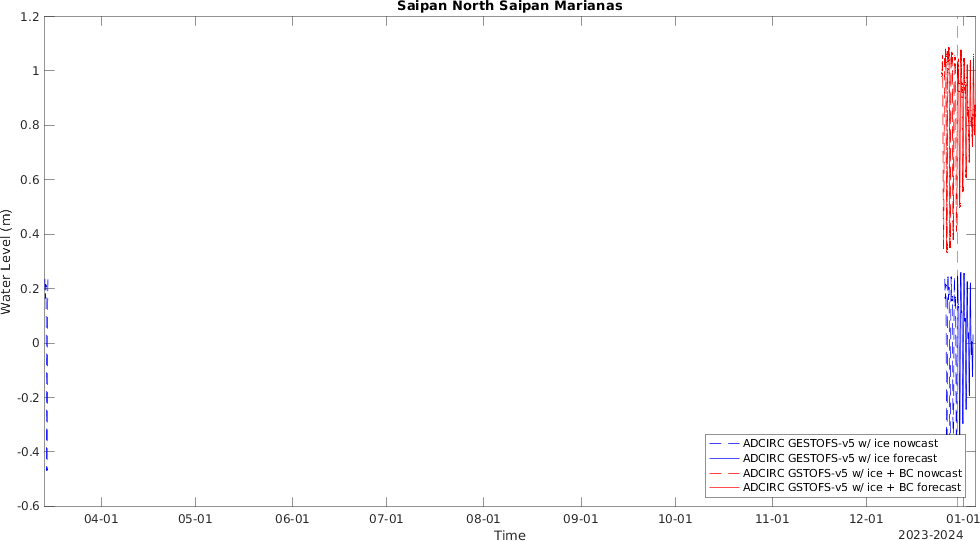 Saipan North Saipan Marianas
1.2
1
0.8
0.6
0.4
0.2
0
-0.2
-0.4
-0.6
Water Level (m)
ADCIRC GESTOFS-v5 w/ ice nowcast
ADCIRC GESTOFS-v5 w/ ice forecast
ADCIRC GSTOFS-v5 w/ ice + BC nowcast
ADCIRC GSTOFS-v5 w/ ice + BC forecast
04-01 05-01 06-01 07-01 08-01 09-01 10-01 11-01 12-01 01-01
Time
2023-2024